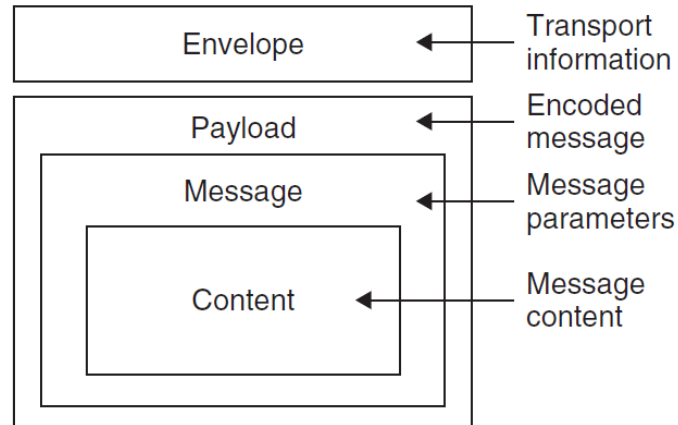 Envelope
Transport
information
Payload
Encoded
message
Message
Message
parameters
Content
Message
content